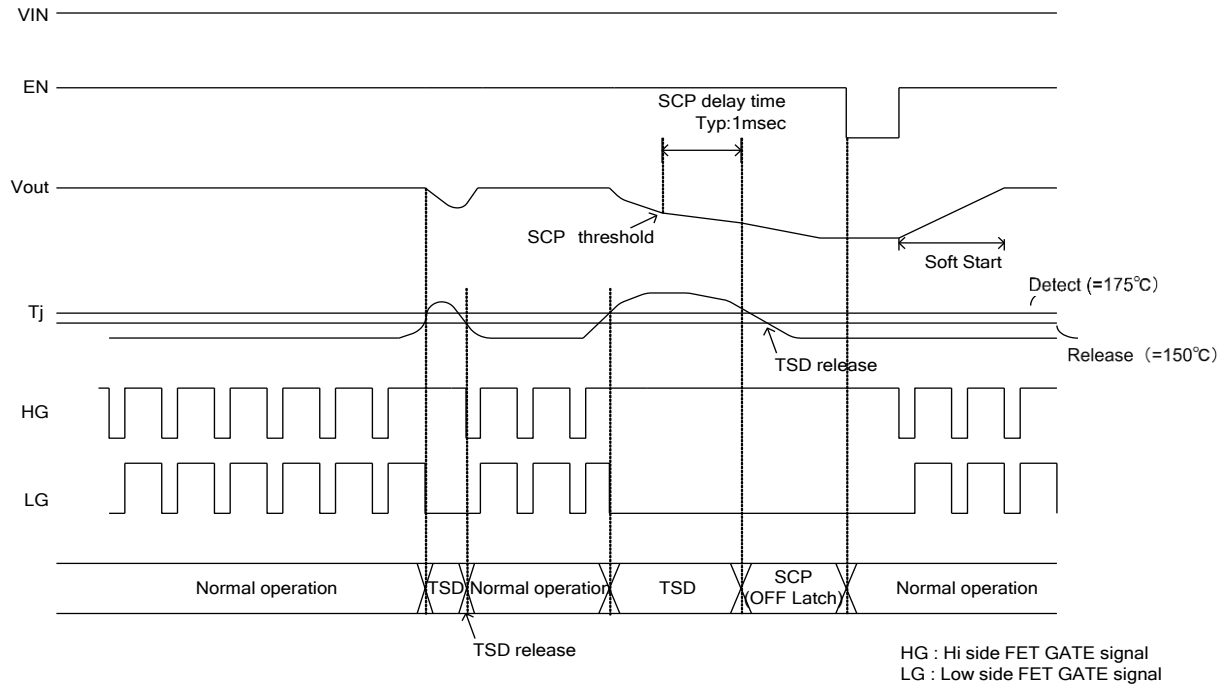 VIN
EN
SCP delay time
Typ:1msec
Vout
SCP threshold
Soft Start
Detect (=175℃)
Tj
TSD release
Release （=150℃)
HG
LG
Normal operation
TSD
Normal operation
TSD
SCP
(OFF Latch)
Normal operation
TSD release
HG : Hi side FET GATE signal
LG : Low side FET GATE signal